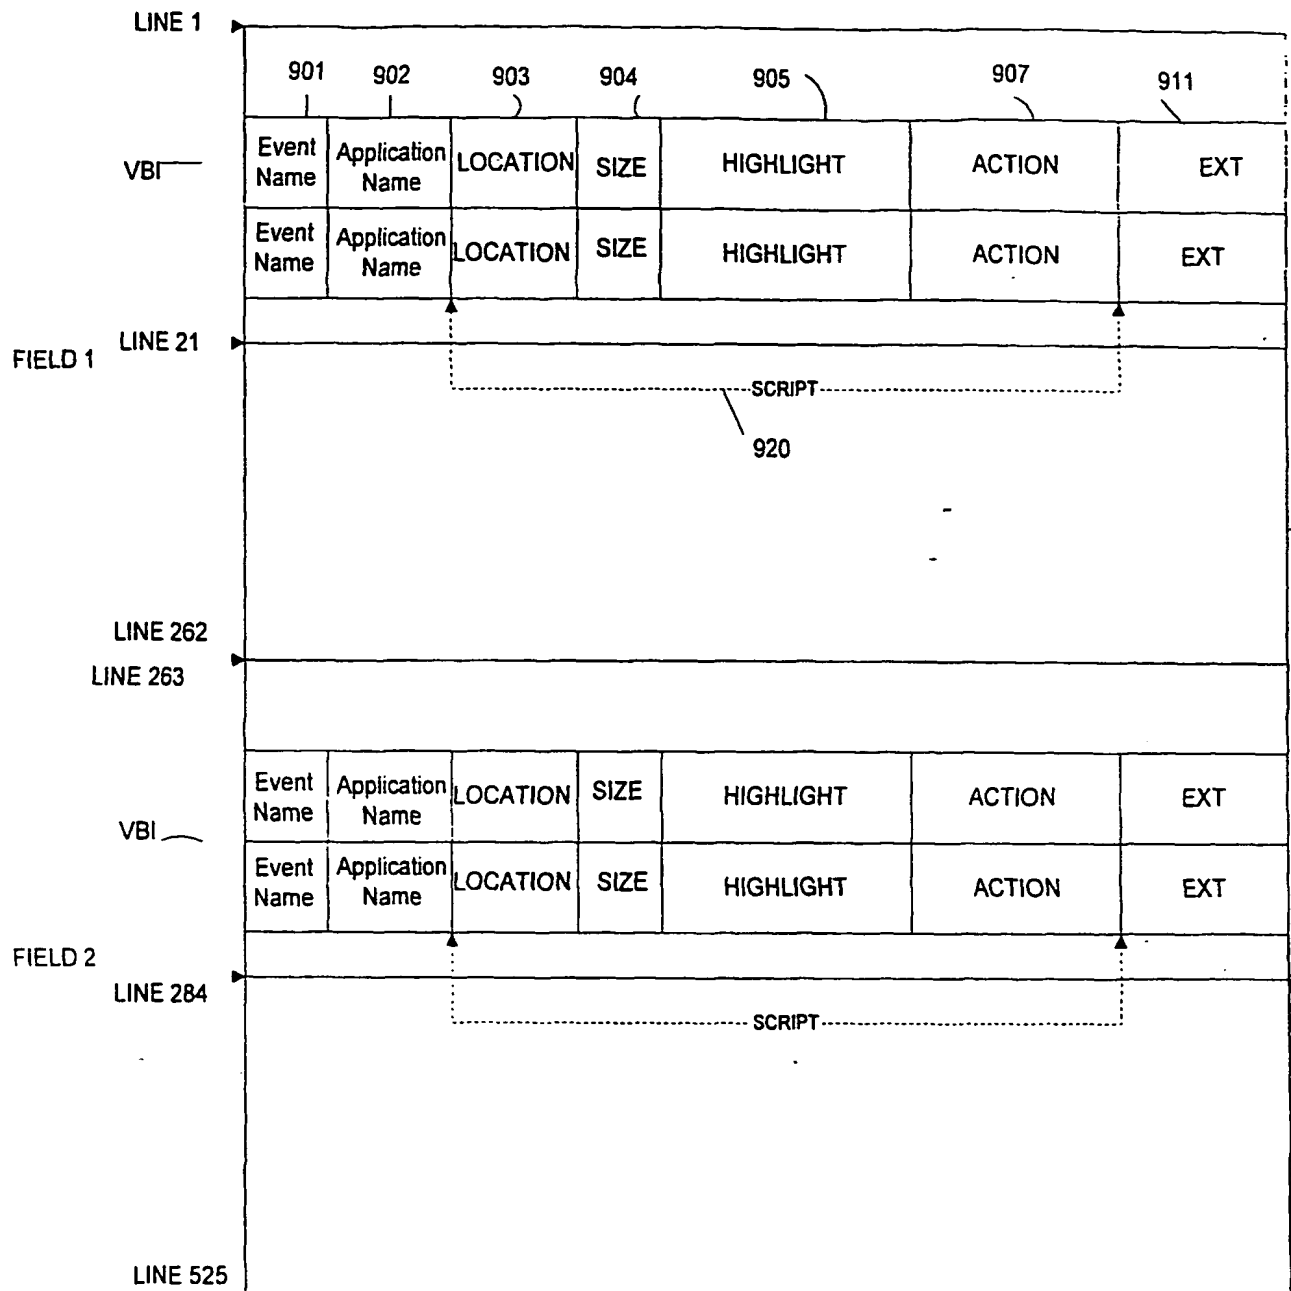 LINE 1
901 902 903 904 905 907 911
VBI
Event Name Application Name LOCATION SIZE HIGHLIGHT ACTION EXT
Event Name Application Name LOCATION SIZE HIGHLIGHT ACTION EXT
FIELD 1 LINE 21
SCRIPT
920
LINE 262
LINE 263
VBI
Event Name Application Name LOCATION SIZE HIGHLIGHT ACTION EXT
Event Name Application Name LOCATION SIZE HIGHLIGHT ACTION EXT
FIELD 2
LINE 284
SCRIPT
LINE 525